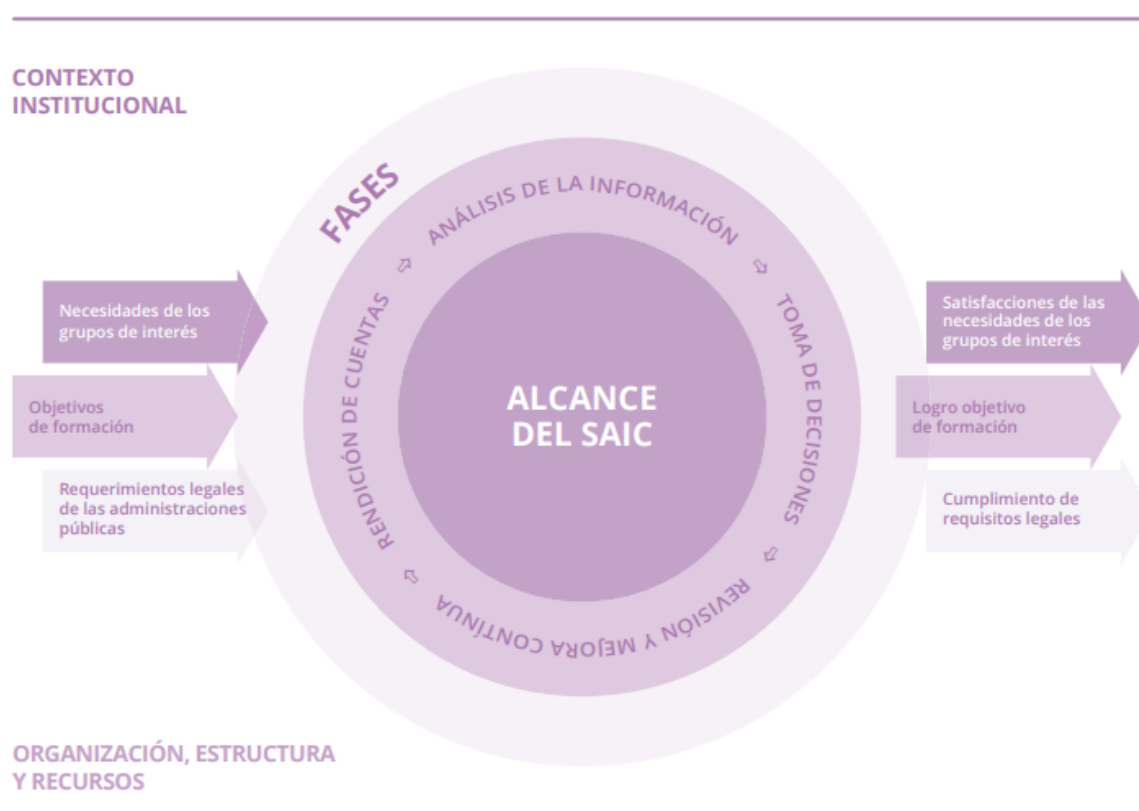 CONTEXTO
INSTITUCIONAL
FASES
ANÁLISIS DE LA INFORMACIÓN
TOMA DE DECISIONES
REVISIÓN Y MEJORA CONTÍNUA
RENDICIÓN DE CUENTAS
Necesidades de los
grupos de interés
Objetivos
de formación
Requerimientos legales
de las administraciones
públicas
ALCANCE
DEL SAIC
Satisfacciones de las
necesidades de los
grupos de interés
Logro objetivo
de formación
Cumplimiento de
requisitos legales
ORGANIZACIÓN, ESTRUCTURA
Y RECURSOS